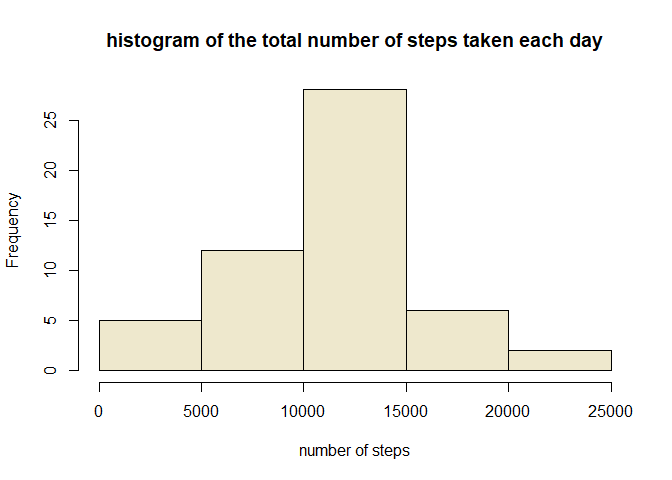 histogram of the total number of steps taken each day
Frequency
25
20
15
10
5
0
0 5000 10000 15000 20000 25000
number of steps